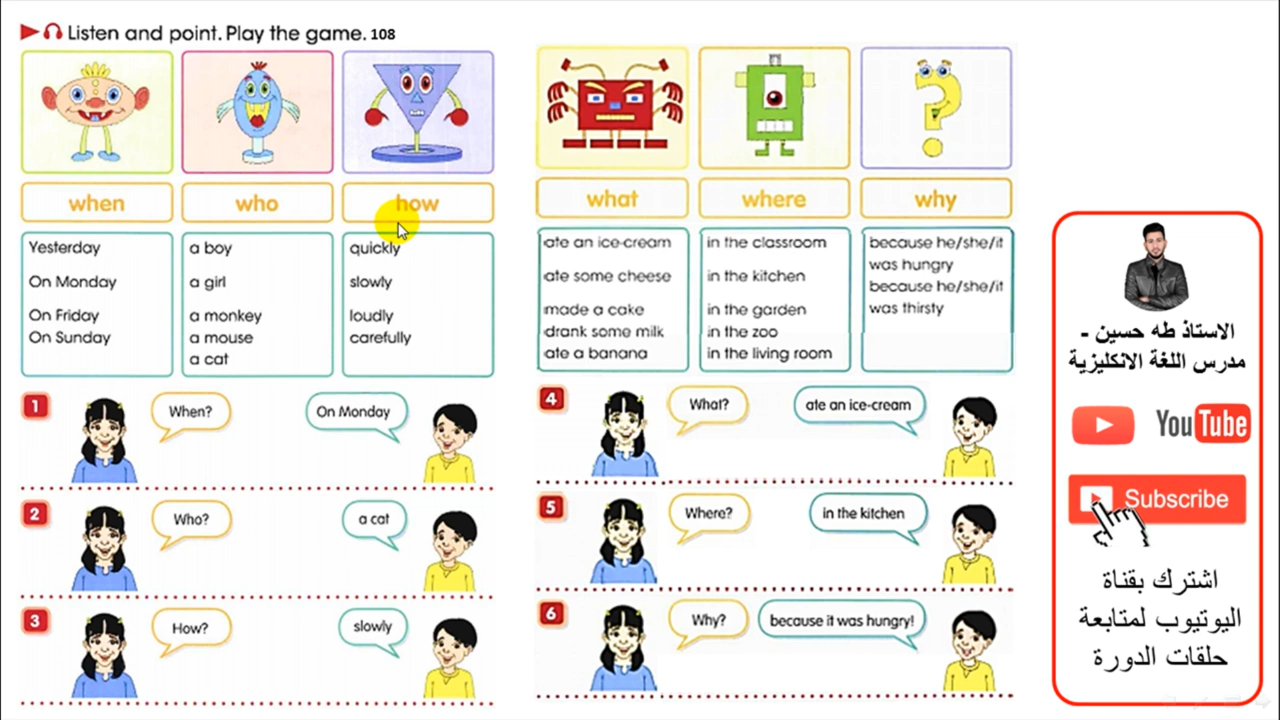 Listen and point. Play the game. 108
when
who
how
Yesterday
On Monday
On Friday
On Sunday
a boy
a girl
a monkey
a mouse
a cat
quickly
slowly
loudly
carefully
what
where
why
ate an ice-cream
ate some cheese
made a cake
drank some milk
ate a banana
in the classroom
in the kitchen
in the garden
in the zoo
in the living room
because he/she/it
was hungry
because he/she/it
was thirsty
1
When?
On Monday
2
Who?
a cat
3
How?
slowly
4
What?
ate an ice-cream
5
Where?
in the kitchen
6
Why?
because it was hungry!
الاستاذ طه حسين -
مدرس اللغة الانكليزية
YouTube
Subscribe
اشترك بقناة
اليوتيوب لمتابعة
حلقات الدورة